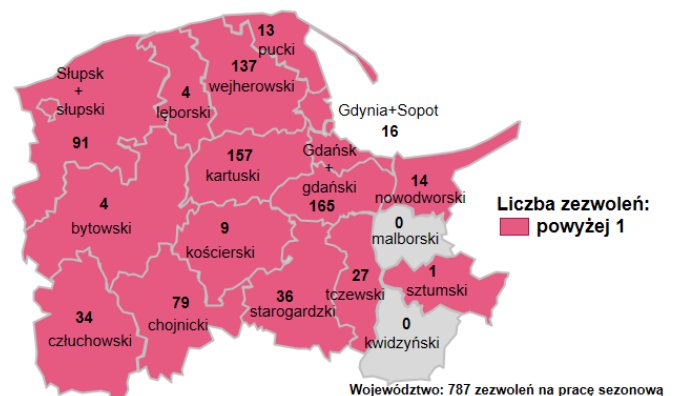 13
pucki
137
wejherowski
Słupsk
+
słupski
91
4
lęborski
Gdynia+Sopot
16
157
kartuski
Gdańsk
+
gdański
165
14
nowodworski
Liczba zezwoleń:
powyżej 1
4
bytowski
9
kościerski
0
malborski
27
tczewski
1
sztumski
34
człuchowski
79
chojnicki
36
starogardzki
0
kwidzyński
Województwo: 787 zezwoleń na pracę sezonową